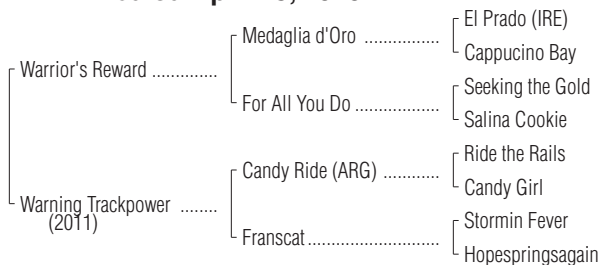 El Prado (IRE)
Medaglia d'Oro ................
Cappucino Bay
Warrior's Reward ..............
Seeking the Gold
For All You Do ..................
Salina Cookie
Ride the Rails
Candy Ride (ARG) ............
Candy Girl
Warning Trackpower ........
(2011)
Stormin Fever
Franscat ............................
Hopespringsagain